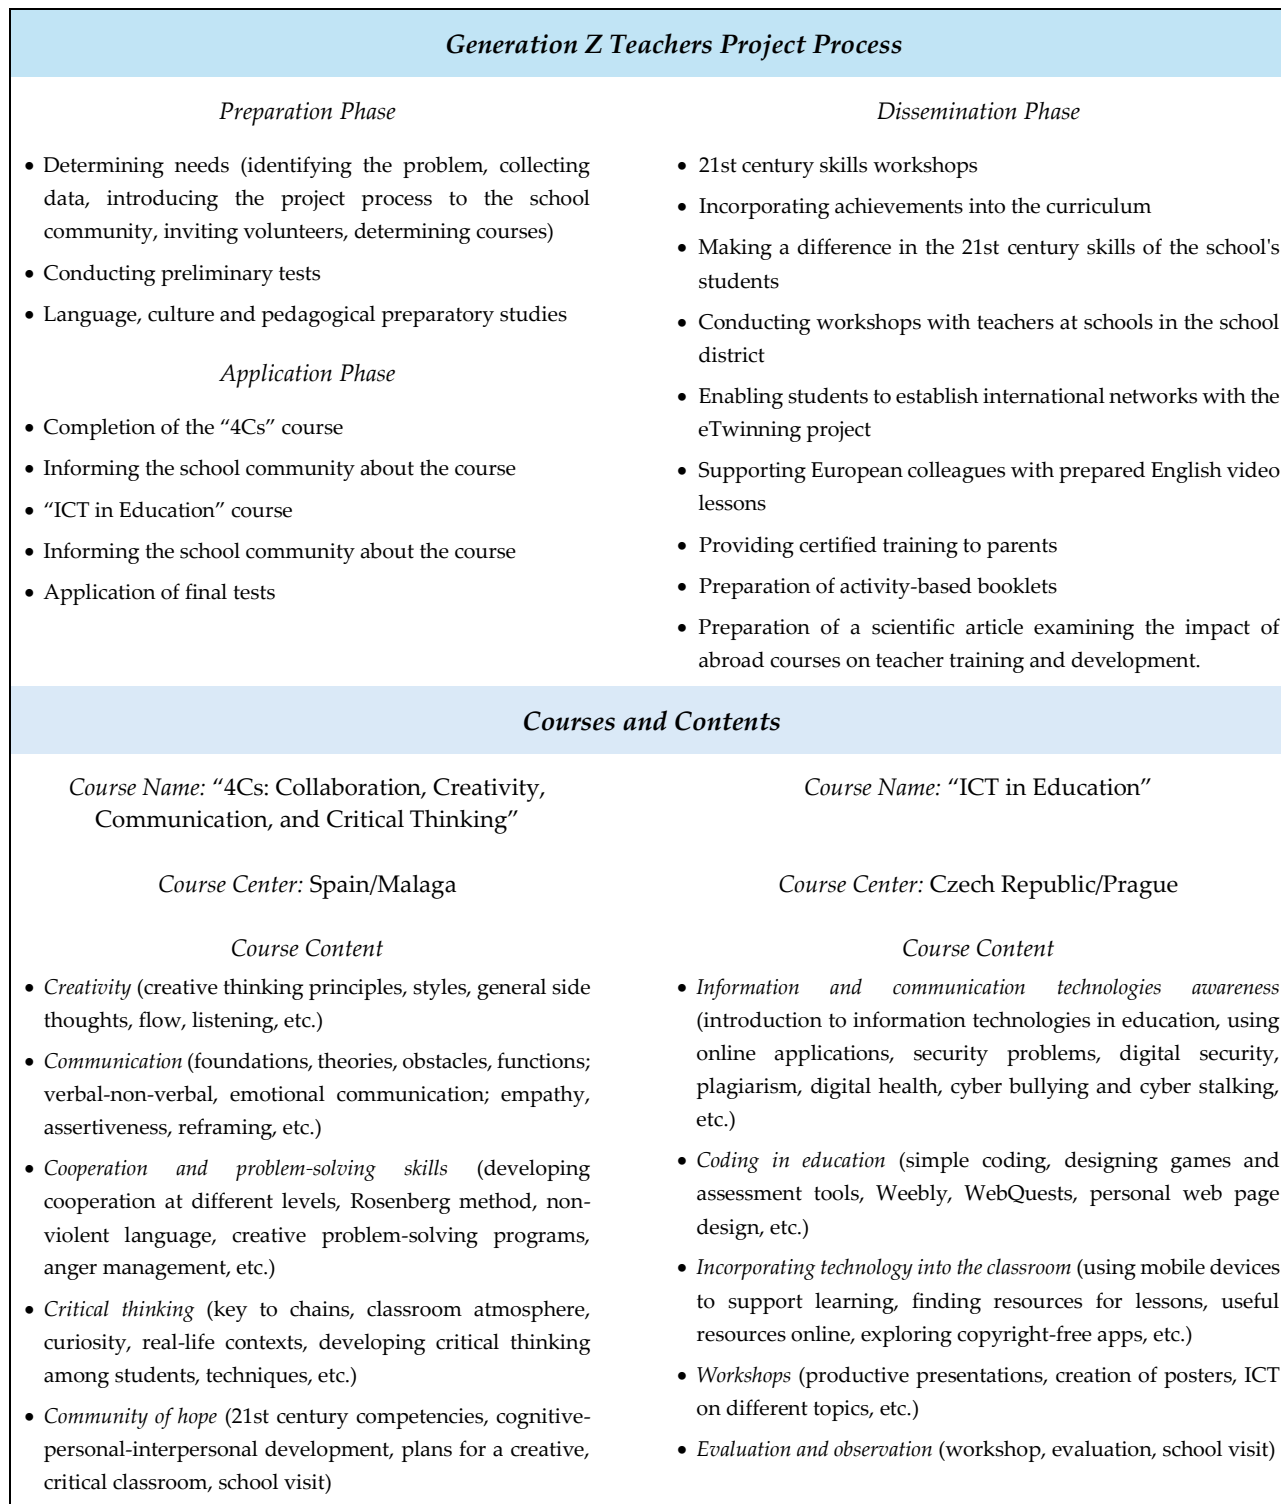 Generation Z Teachers Project Process
Preparation Phase
• Determining needs (identifying the problem, collecting
data, introducing the project process to the school
community, inviting volunteers, determining courses)
• Conducting preliminary tests
• Language, culture and pedagogical preparatory studies
Application Phase
• Completion of the “4Cs” course
• Informing the school community about the course
• “ICT in Education” course
• Informing the school community about the course
• Application of final tests
Dissemination Phase
• 21st century skills workshops
• Incorporating achievements into the curriculum
• Making a difference in the 21st century skills of the school's
students
• Conducting workshops with teachers at schools in the school
district
• Enabling students to establish international networks with the
eTwinning project
• Supporting European colleagues with prepared English video
lessons
• Providing certified training to parents
• Preparation of activity-based booklets
• Preparation of a scientific article examining the impact of
abroad courses on teacher training and development.
Courses and Contents
Course Name: “4Cs: Collaboration, Creativity,
Communication, and Critical Thinking”
Course Center: Spain/Malaga
Course Content
• Creativity (creative thinking principles, styles, general side
thoughts, flow, listening, etc.)
• Communication (foundations, theories, obstacles, functions;
verbal-non-verbal, emotional communication; empathy,
assertiveness, reframing, etc.)
• Cooperation and problem-solving skills (developing
cooperation at different levels, Rosenberg method, non-
violent language, creative problem-solving programs,
anger management, etc.)
• Critical thinking (key to chains, classroom atmosphere,
curiosity, real-life contexts, developing critical thinking
among students, techniques, etc.)
• Community of hope (21st century competencies, cognitive-
personal-interpersonal development, plans for a creative,
critical classroom, school visit)
Course Name: “ICT in Education”
Course Center: Czech Republic/Prague
Course Content
• Information and communication technologies awareness
(introduction to information technologies in education, using
online applications, security problems, digital security,
plagiarism, digital health, cyber bullying and cyber stalking,
etc.)
• Coding in education (simple coding, designing games and
assessment tools, Weebly, WebQuests, personal web page
design, etc.)
• Incorporating technology into the classroom (using mobile devices
to support learning, finding resources for lessons, useful
resources online, exploring copyright-free apps, etc.)
• Workshops (productive presentations, creation of posters, ICT
on different topics, etc.)
• Evaluation and observation (workshop, evaluation, school visit)